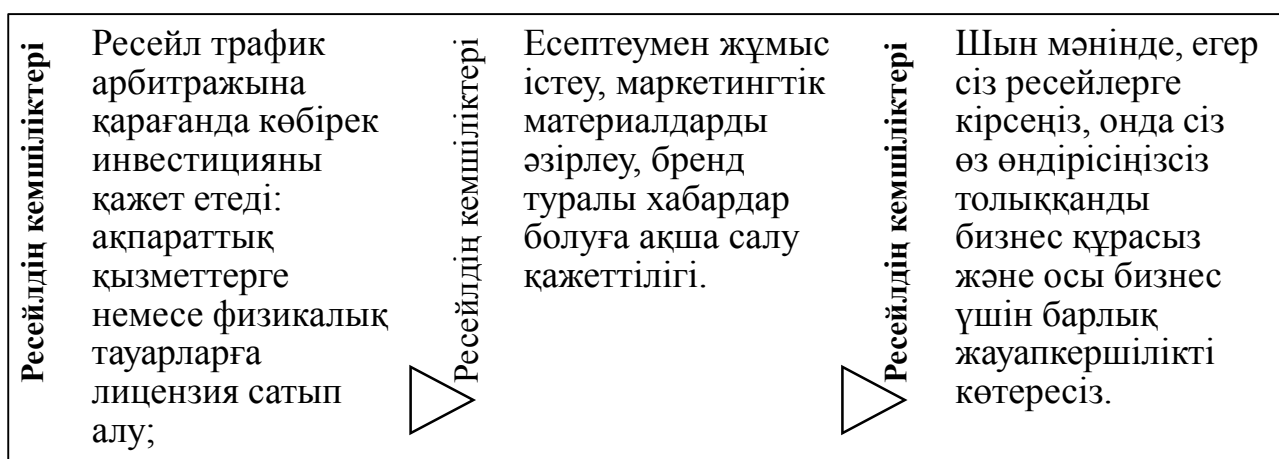 Ресейлдің кемшіліктері
Ресейл трафик
арбитражына
қарағанда көбірек
инвестицияны
қажет етеді:
ақпараттық
қызметтерге
немесе физикалық
тауарларға
лицензия сатып
алу;
Ресейлдің кемшіліктері
Есептеумен жұмыс
істеу, маркетингтік
материалдарды
әзірлеу, бренд
туралы хабардар
болуға ақша салу
қажеттілігі.
Ресейлдің кемшіліктері
Шын мәнінде, егер
сіз ресейлерге
кірсеңіз, онда сіз
өз өндірісіңізсіз
толыққанды
бизнес құрасыз
және осы бизнес
үшін барлық
жауапкершілікті
көтересіз.